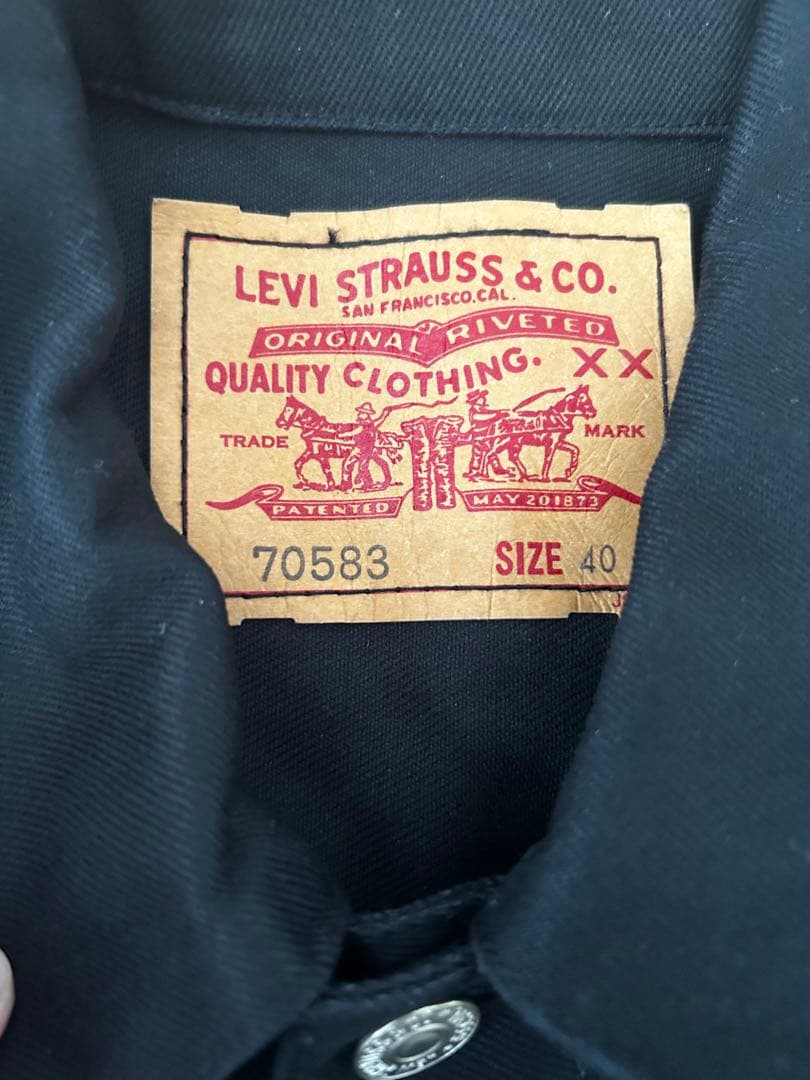 LEVI STRAUSS & CO.
SAN FRANCISCO.CAL.
ORIGINAL RIVETED
QUALITY CLOTHING. XX
TRADE MARK
PATENTED MAY 20 1873
70583 SIZE 40